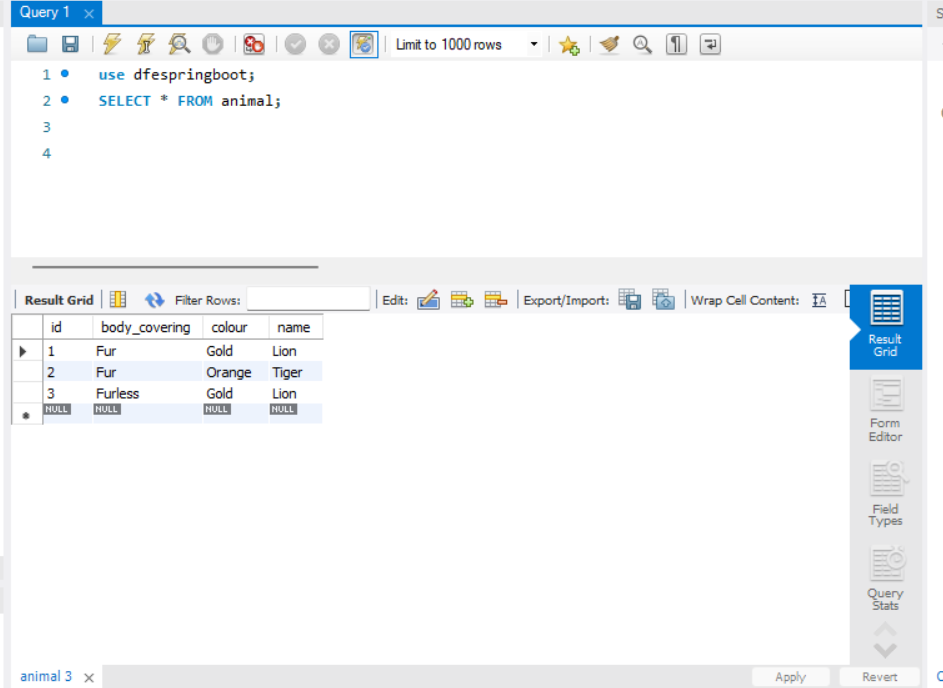 Query 1
Limit to 1000 rows
1 use dfespringboot;
2 SELECT * FROM animal;
3
4
Result Grid Filter Rows: Edit: Export/Import: Wrap Cell Content:
id body_covering colour name
1 Fur Gold Lion
2 Fur Orange Tiger
3 Furless Gold Lion
NULL NULL NULL NULL
Result
Grid
Form
Editor
Field
Types
Query
Stats
animal 3 Apply Revert